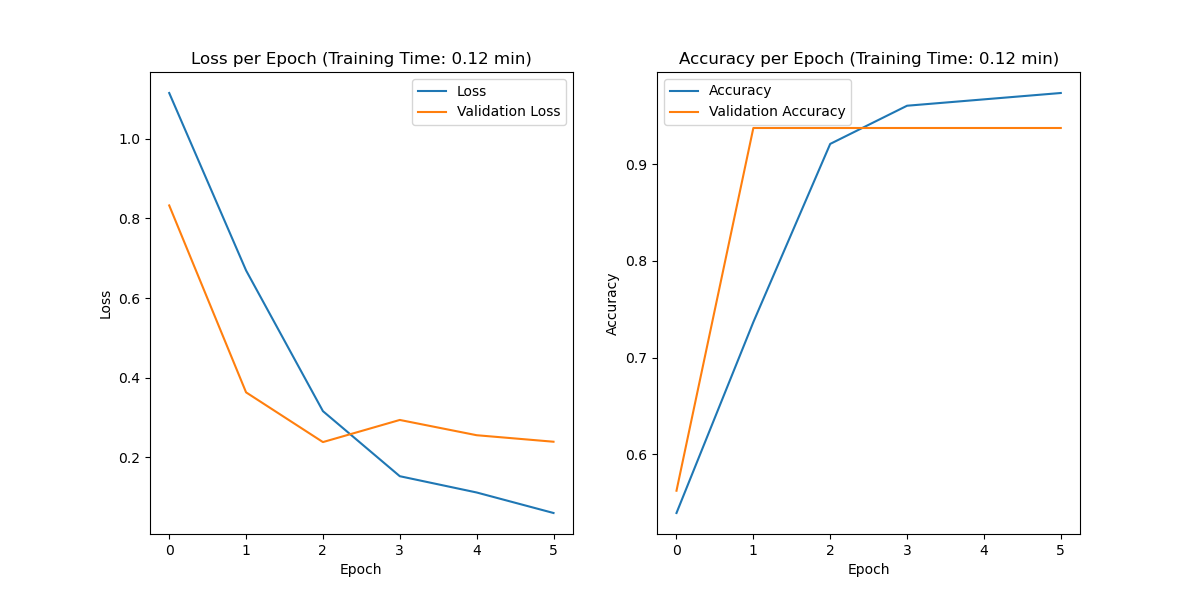 Loss per Epoch (Training Time: 0.12 min)
Loss
Validation Loss
1.0
0.8
0.6
0.4
0.2
Loss
0 1 2 3 4 5
Epoch
Accuracy per Epoch (Training Time: 0.12 min)
Accuracy
Validation Accuracy
0.9
0.8
0.7
0.6
Accuracy
0 1 2 3 4 5
Epoch